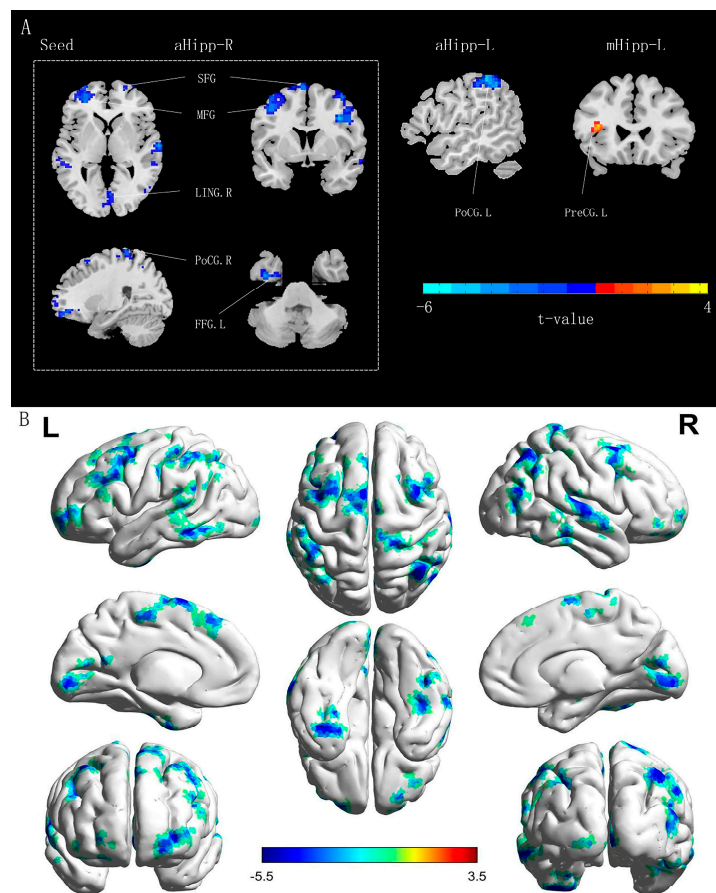 A
Seed aHipp-R aHipp-L mHipp-R
SFG
MFG
LING.R
PoCG.L PreCG.L
PoCG.R
FFG.L
-6 4
t-value
B L R
-5.5 3.5